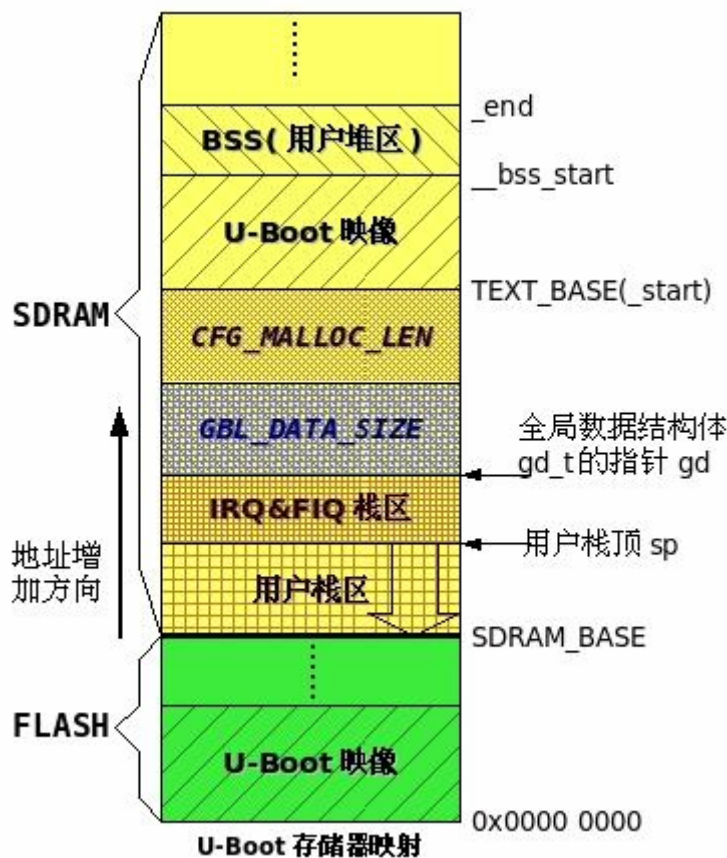 _end
BSS( 用户堆区 )
__bss_start
U-Boot 映像
TEXT_BASE(_start)
SDRAM
CFG_MALLOC_LEN
GBL_DATA_SIZE
全局数据结构体
gd_t的指针 gd
IRQ&FIQ 栈区
用户栈顶 sp
地址增
加方向
用户栈区
SDRAM_BASE
FLASH
U-Boot 映像
0x0000 0000
U-Boot 存储器映射